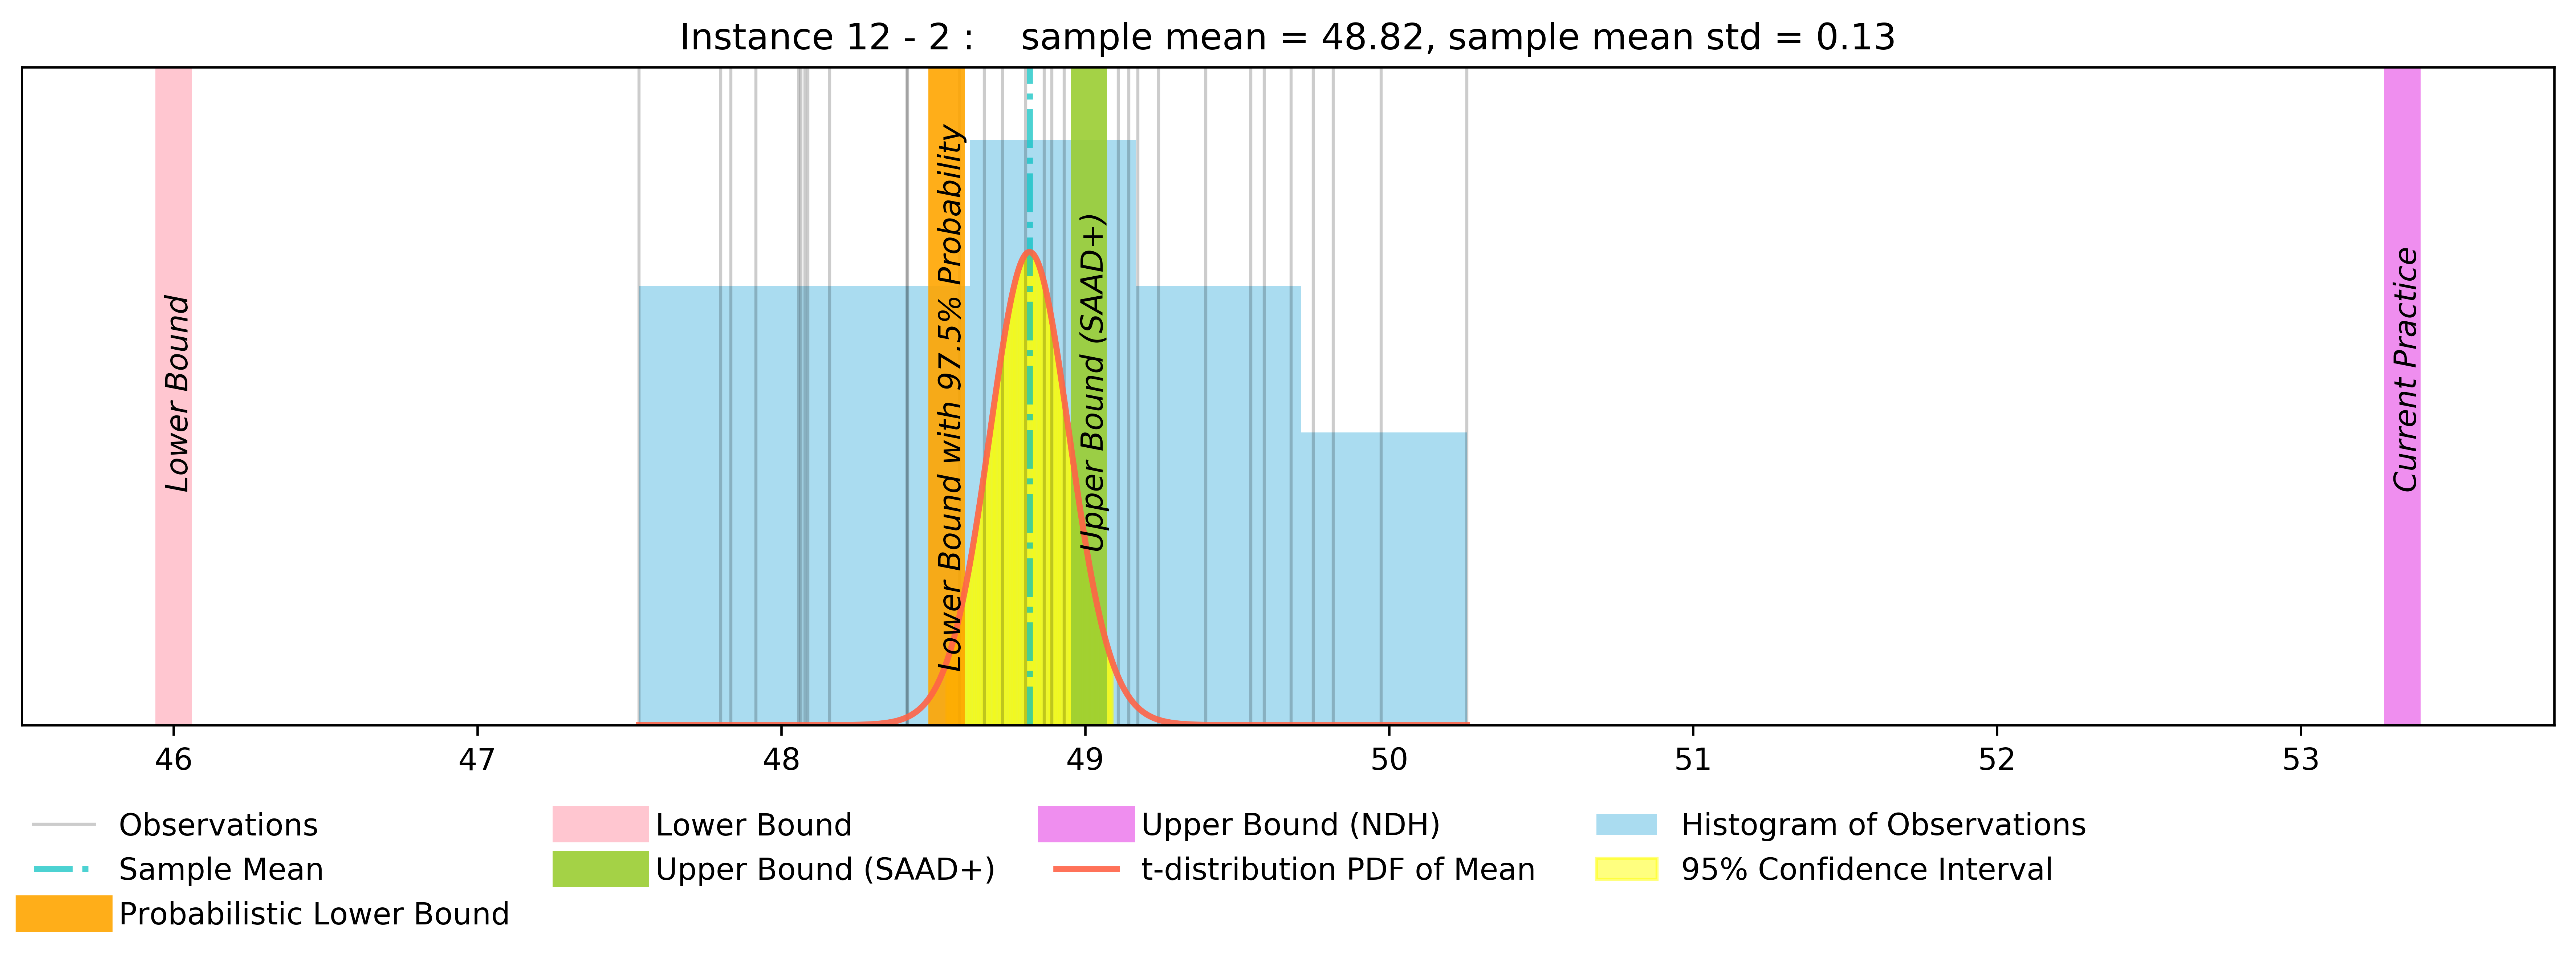 Instance 12 - 2 :    sample mean = 48.82, sample mean std = 0.13
Lower Bound
Lower Bound with 97.5% Probability
Upper Bound (SAAD+)
Current Practice
46 47 48 49 50 51 52 53
Observations
Sample Mean
Probabilistic Lower Bound
Lower Bound
Upper Bound (SAAD+)
Upper Bound (NDH)
t-distribution PDF of Mean
Histogram of Observations
95% Confidence Interval